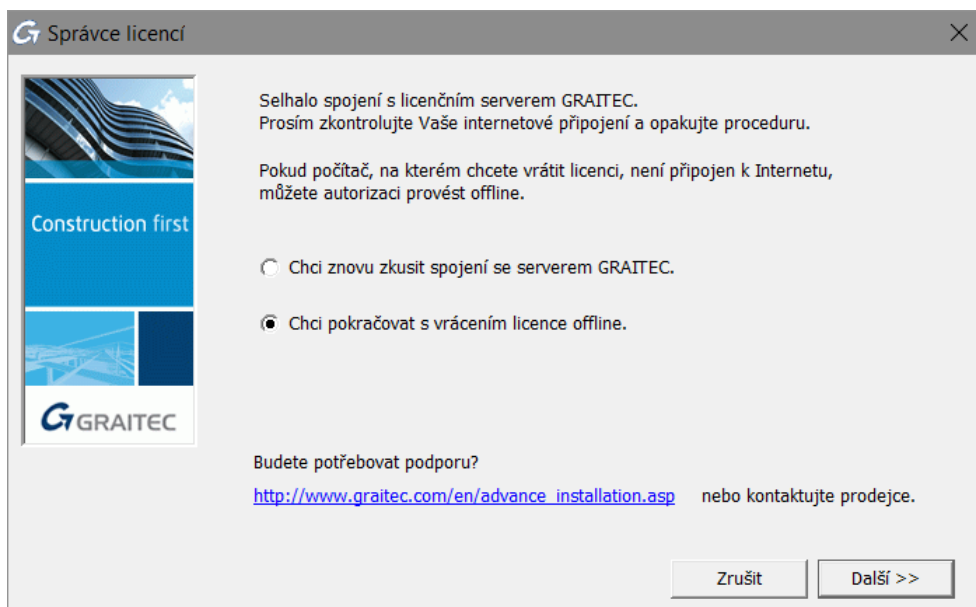 Správce licencí
Selhalo spojení s licenčním serverem GRAITEC.
Prosím zkontrolujte Vaše internetové připojení a opakujte proceduru.
Pokud počítač, na kterém chcete vrátit licenci, není připojen k Internetu,
můžete autorizaci provést offline.
Construction first
Chci znovu zkusit spojení se serverem GRAITEC.
Chci pokračovat s vrácením licence offline.
GRAITEC
Budete potřebovat podporu?
http://www.graitec.com/en/advance_installation.asp nebo kontaktujte prodejce.
Zrušit Další >>